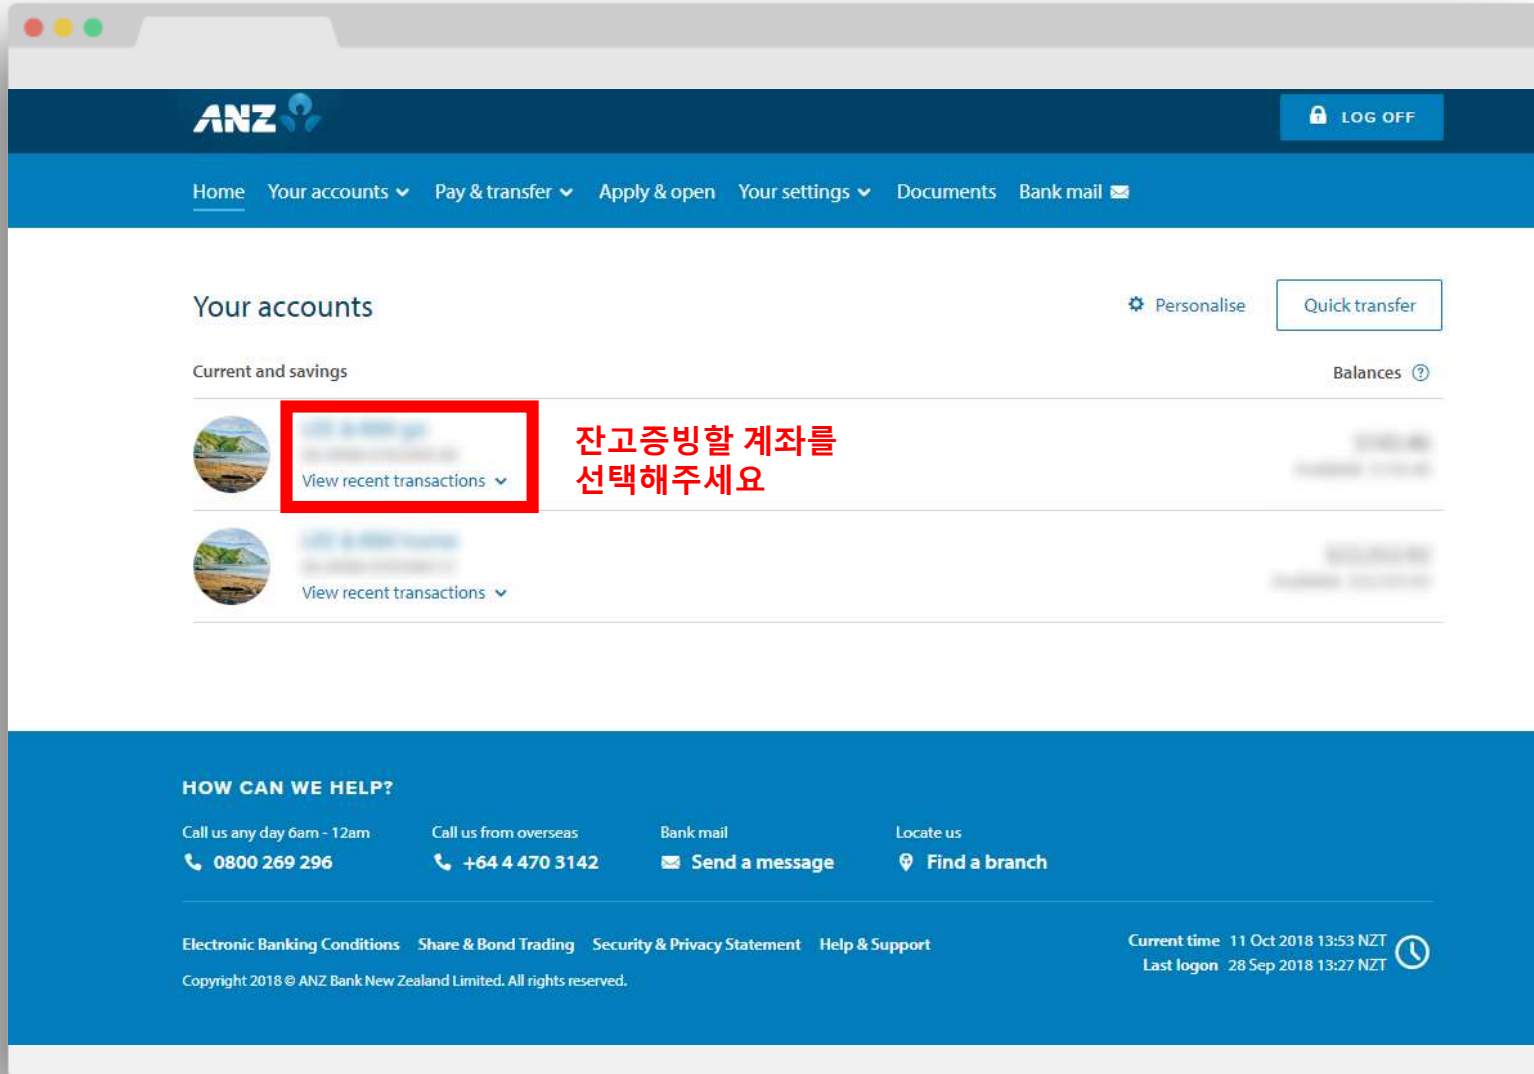 ANZ
LOG OFF
Home Your accounts Pay & transfer Apply & open Your settings Documents Bank mail
Your accounts
Personalise
Quick transfer
Current and savings
Balances ?
잔고증빙할 계좌를
선택해주세요
View recent transactions
View recent transactions
HOW CAN WE HELP?
Call us any day 6am - 12am
0800 269 296
Call us from overseas
+64 4 470 3142
Bank mail
Send a message
Locate us
Find a branch
Electronic Banking Conditions Share & Bond Trading Security & Privacy Statement Help & Support
Copyright 2018 © ANZ Bank New Zealand Limited. All rights reserved.
Current time 11 Oct 2018 13:53 NZT
Last logon 28 Sep 2018 13:27 NZT